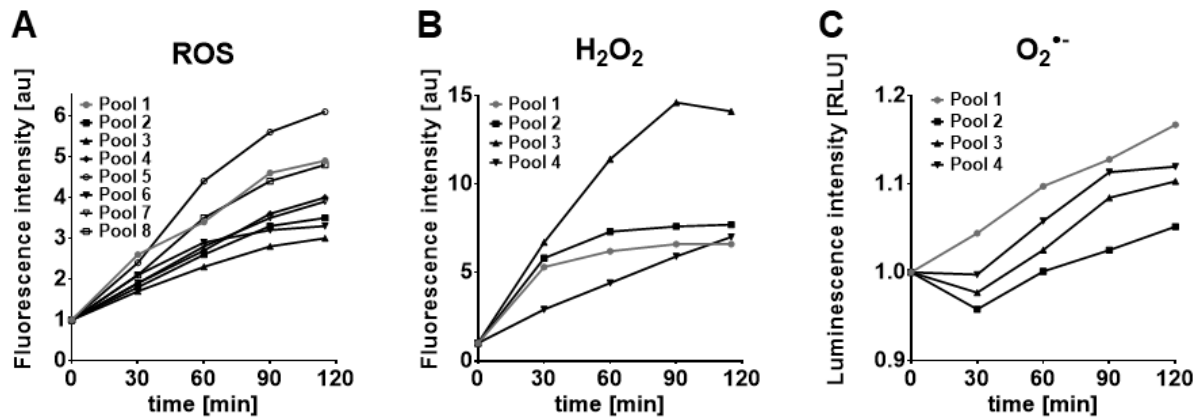 A
ROS
Fluorescence intensity [au]
6
5
4
3
2
1
0
Pool 1
Pool 2
Pool 3
Pool 4
Pool 5
Pool 6
Pool 7
Pool 8
0 30 60 90 120
time [min]
B
H₂O₂
Fluorescence intensity [au]
15
10
5
0
Pool 1
Pool 2
Pool 3
Pool 4
0 30 60 90 120
time [min]
C
O₂•-
Luminescence intensity [RLU]
1.2
1.1
1.0
0.9
Pool 1
Pool 2
Pool 3
Pool 4
0 30 60 90 120
time [min]